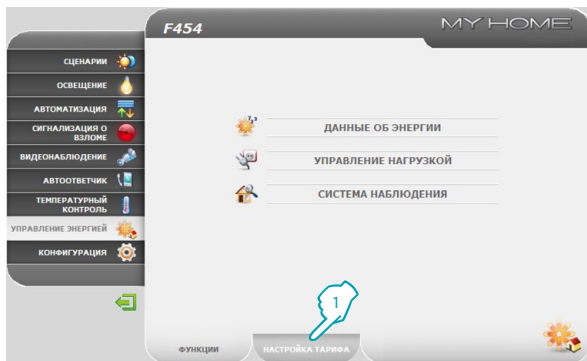 F454
MY HOME
СЦЕНАРИИ
ОСВЕЩЕНИЕ
АВТОМАТИЗАЦИЯ
СИГНАЛИЗАЦИЯ О
ВЗЛОМЕ
ВИДЕОНАБЛЮДЕНИЕ
АВТООТВЕТЧИК
ТЕМПЕРАТУРНЫЙ
КОНТРОЛЬ
УПРАВЛЕНИЕ ЭНЕРГИЕЙ
КОНФИГУРАЦИЯ
ДАННЫЕ ОБ ЭНЕРГИИ
УПРАВЛЕНИЕ НАГРУЗКОЙ
СИСТЕМА НАБЛЮДЕНИЯ
1
ФУНКЦИИ
НАСТРОЙКА ТАРИФА